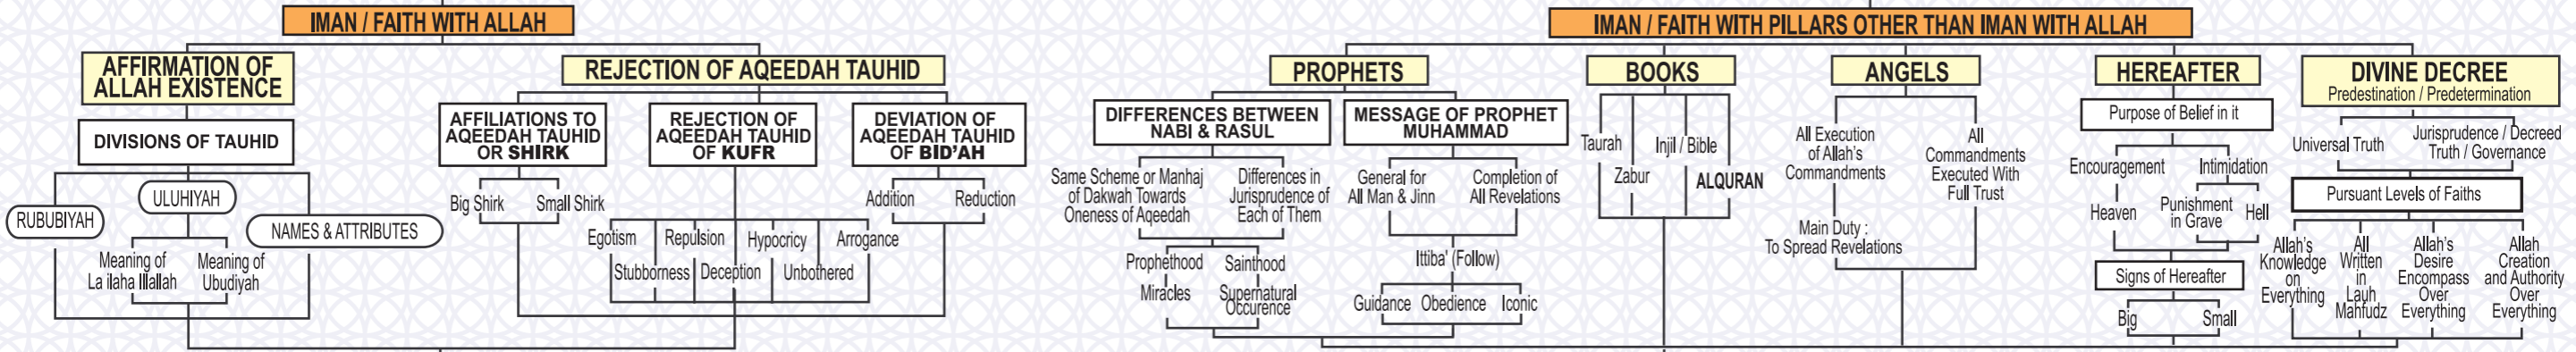 IMAN / FAITH WITH ALLAH
AFFIRMATION OF
ALLAH EXISTENCE
DIVISIONS OF TAUHID
RUBUBIYAH
ULUHIYAH
NAMES & ATTRIBUTES
Meaning of
La ilaha Illallah
Meaning of
Ubudiyah
REJECTION OF AQEEDAH TAUHID
AFFILIATIONS TO
AQEEDAH TAUHID
OR SHIRK
Big Shirk
Small Shirk
REJECTION OF
AQEEDAH TAUHID
OF KUFR
Egotism
Stubborness
Repulsion
Deception
Hypocricy
Unbothered
Arrogance
DEVIATION OF
AQEEDAH TAUHID
OF BID'AH
Addition
Reduction
IMAN / FAITH WITH PILLARS OTHER THAN IMAN WITH ALLAH
PROPHETS
DIFFERENCES BETWEEN
NABI & RASUL
Same Scheme or Manhaj
of Dakwah Towards
Oneness of Aqeedah
Differences in
Jurisprudence of
Each of Them
Prophethood
Miracles
Sainthood
Supernatural
Occurence
MESSAGE OF PROPHET
MUHAMMAD
General for
All Man & Jinn
Completion of
All Revelations
Ittiba' (Follow)
Guidance
Obedience
Iconic
BOOKS
Taurah
Zabur
Injil / Bible
ALQURAN
ANGELS
All Execution
of Allah's
Commandments
Main Duty :
To Spread Revelations
All
Commandments
Executed With
Full Trust
HEREAFTER
Purpose of Belief in it
Encouragement
Heaven
Intimidation
Punishment
in Grave
Hell
Signs of Hereafter
Big
Small
DIVINE DECREE
Predestination / Predetermination
Universal Truth
Jurisprudence / Decreed
Truth / Governance
Pursuant Levels of Faiths
Allah's
Knowledge
on
Everything
All
Written
in
Lauh
Mahfudz
Allah's
Desire
Encompass
Over
Everything
Allah
Creation
and Authority
Over
Everything